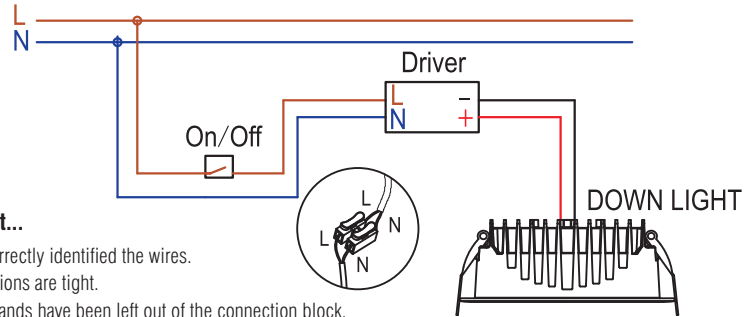 L
N
Driver
L −
N +
On/Off
DOWN LIGHT
L
N
L
N
t...
rrectly identified the wires.
ions are tight.
ands have been left out of the connection block.